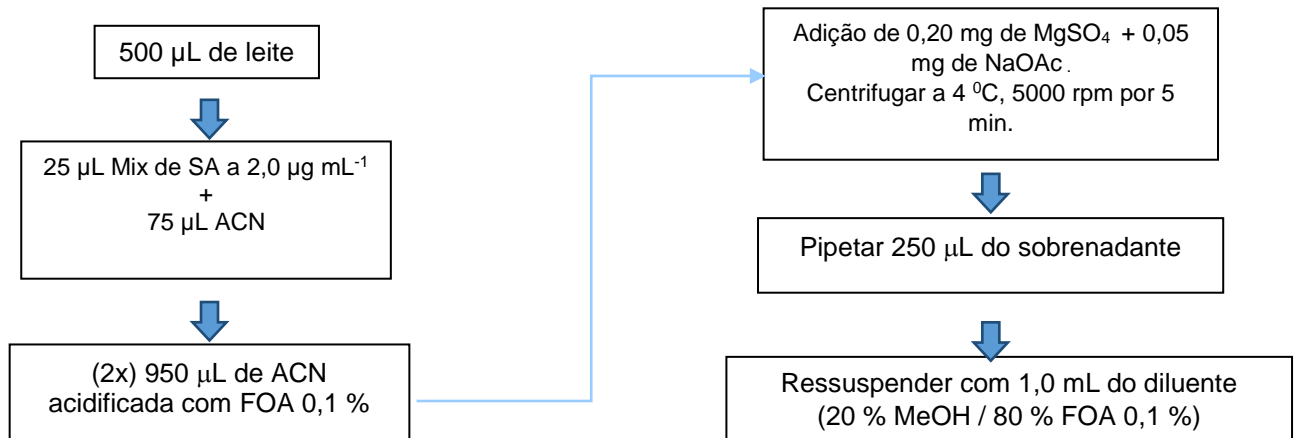 500 µL de leite
25 µL Mix de SA a 2,0 µg mL⁻¹
+
75 µL ACN
(2x) 950 µL de ACN
acidificada com FOA 0,1 %
Adição de 0,20 mg de MgSO₄ + 0,05
mg de NaOAc .
Centrifugar a 4 ⁰C, 5000 rpm por 5
min.
Pipetar 250 µL do sobrenadante
Ressuspender com 1,0 mL do diluente
(20 % MeOH / 80 % FOA 0,1 %)